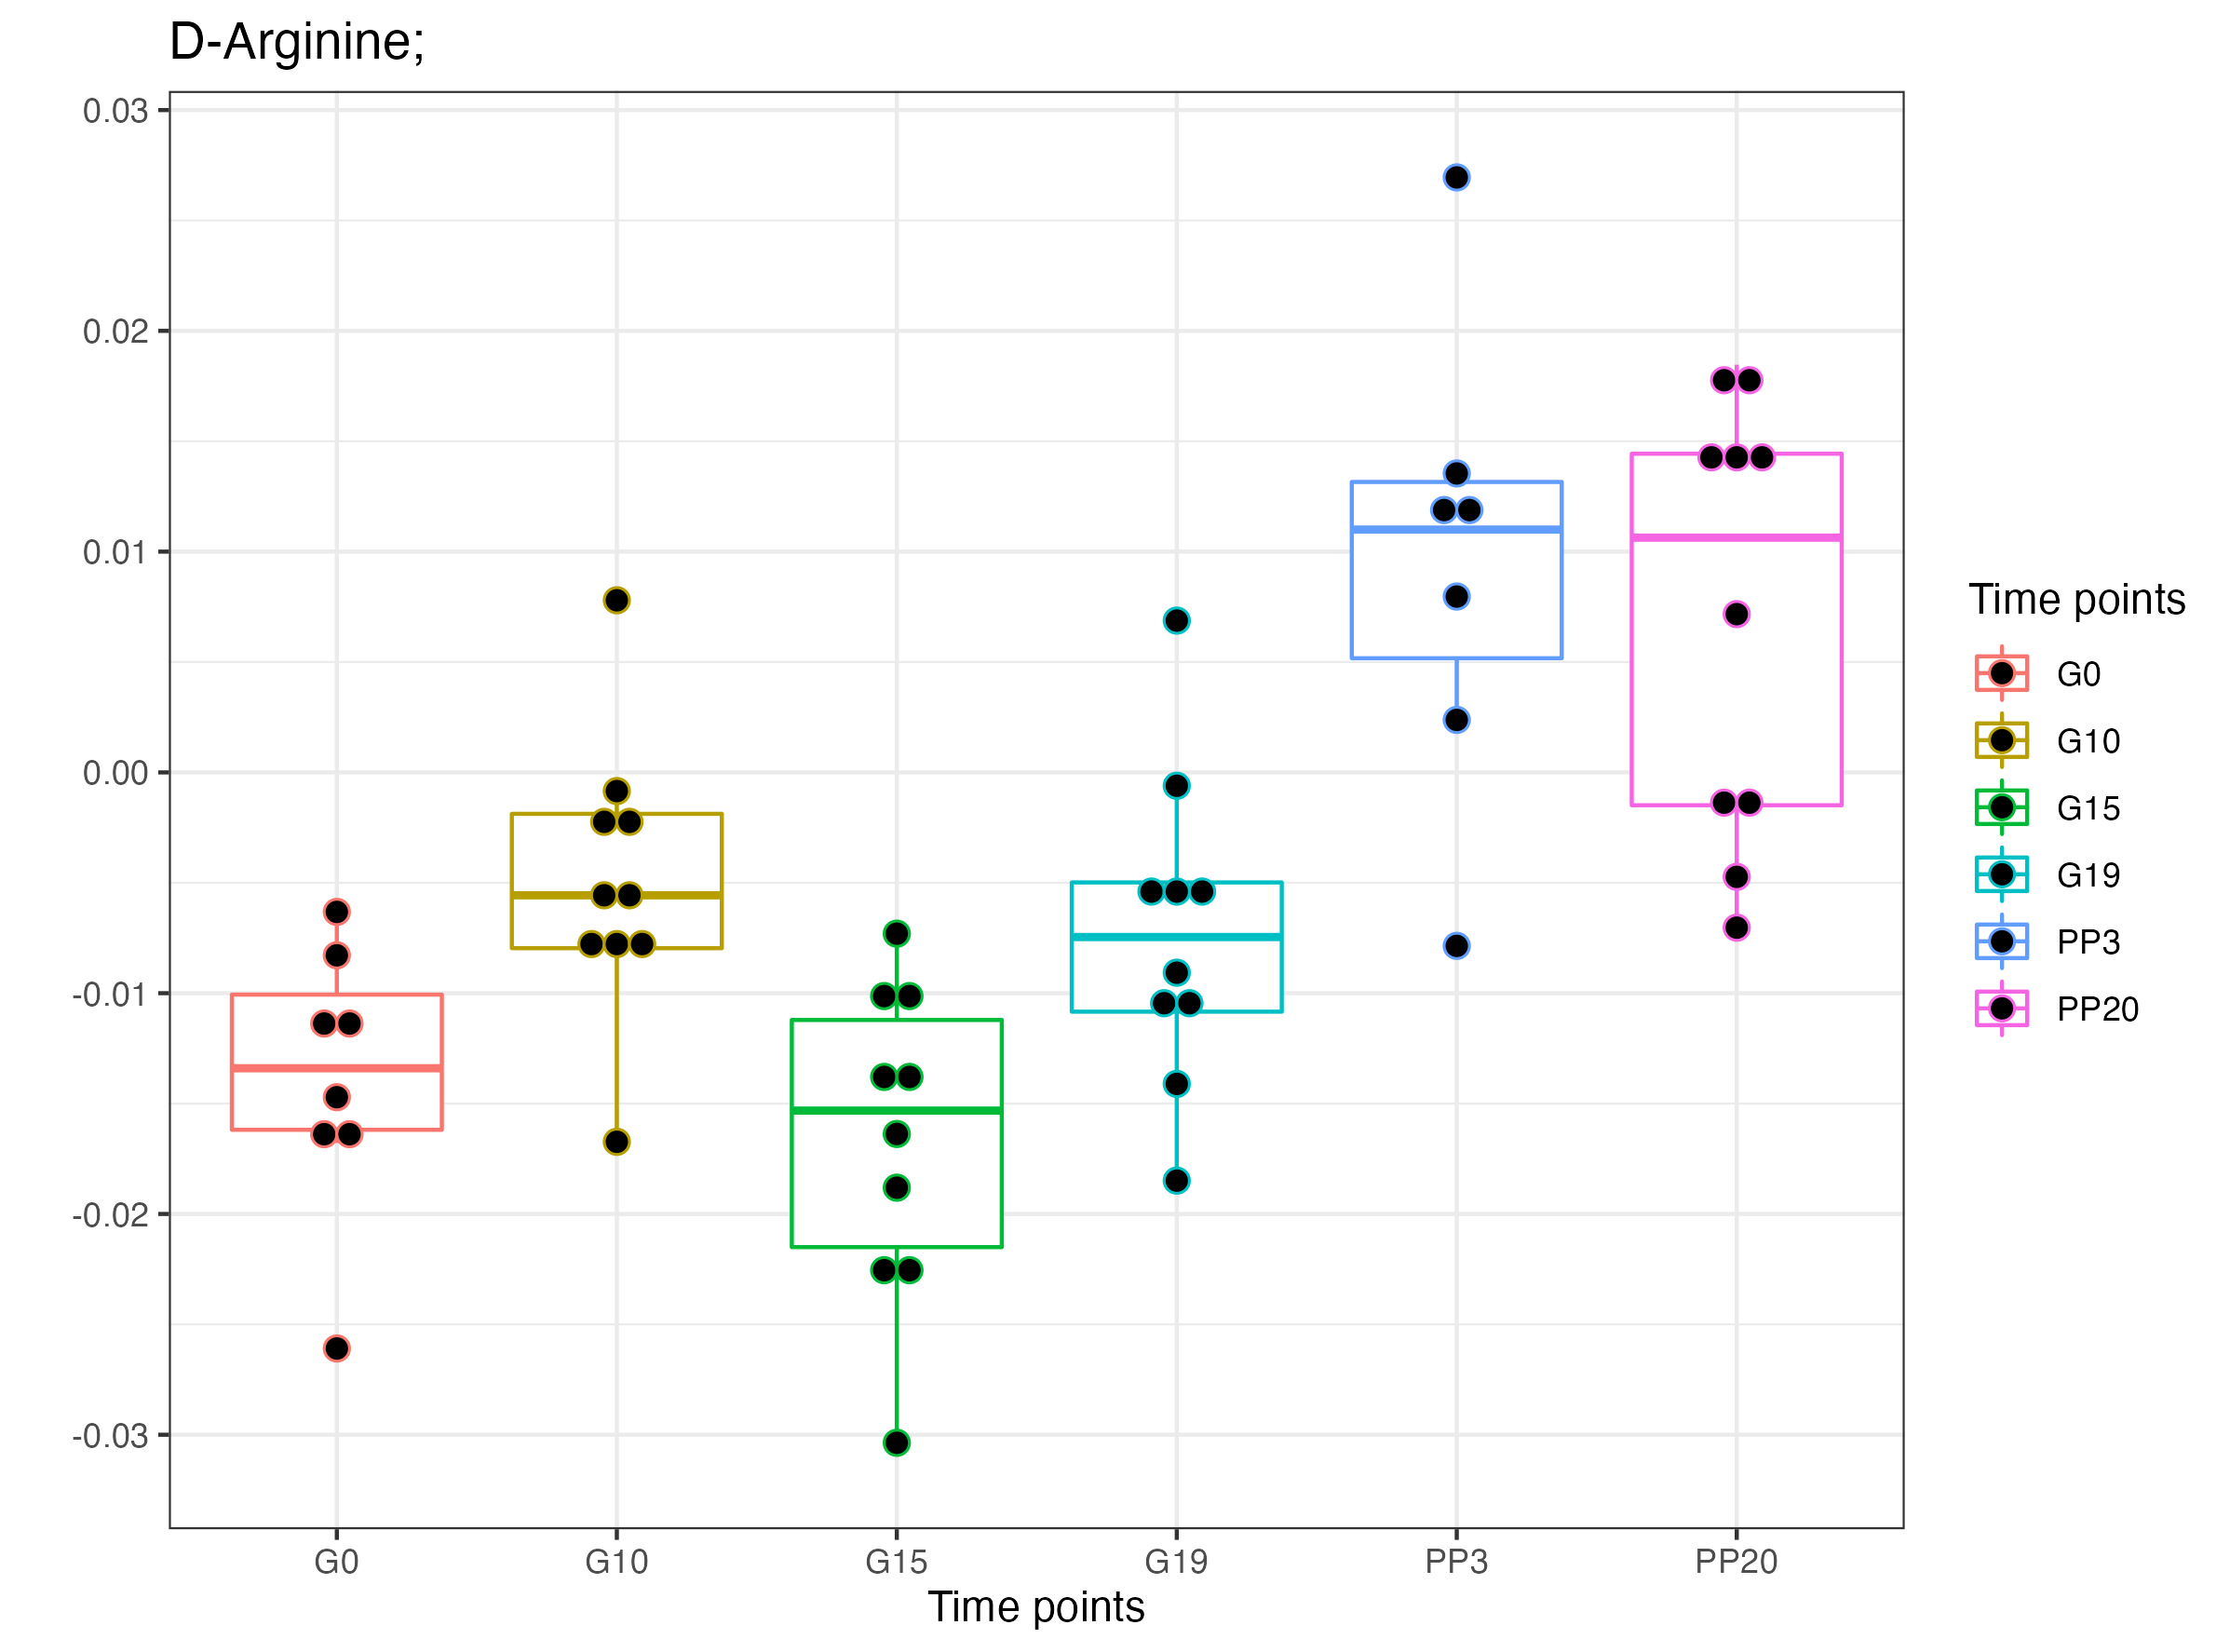 D-Arginine;
0.03
0.02
0.01
0.00
-0.01
-0.02
-0.03
G0 G10 G15 G19 PP3 PP20
Time points
Time points
G0
G10
G15
G19
PP3
PP20